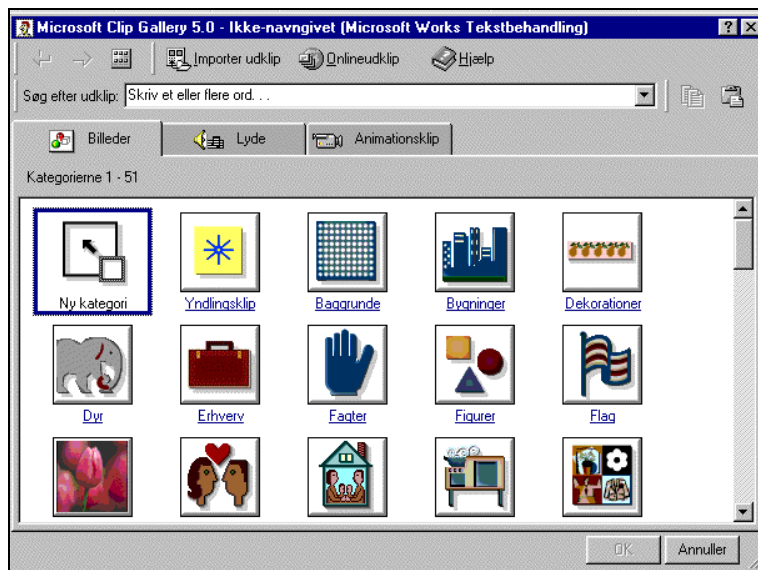 Microsoft Clip Gallery 5.0 - Ikke-navngivet (Microsoft Works Tekstbehandling)
Importer udklip Onlineudklip Hjælp
Søg efter udklip: Skriv et eller flere ord. . .
Billeder Lyde Animationsklip
Kategorierne 1 - 51
Ny kategori Yndlingsklip Baggrunde Bygninger Dekorationer
Dyr Erhverv Fagter Figurer Flag
OK Annuller